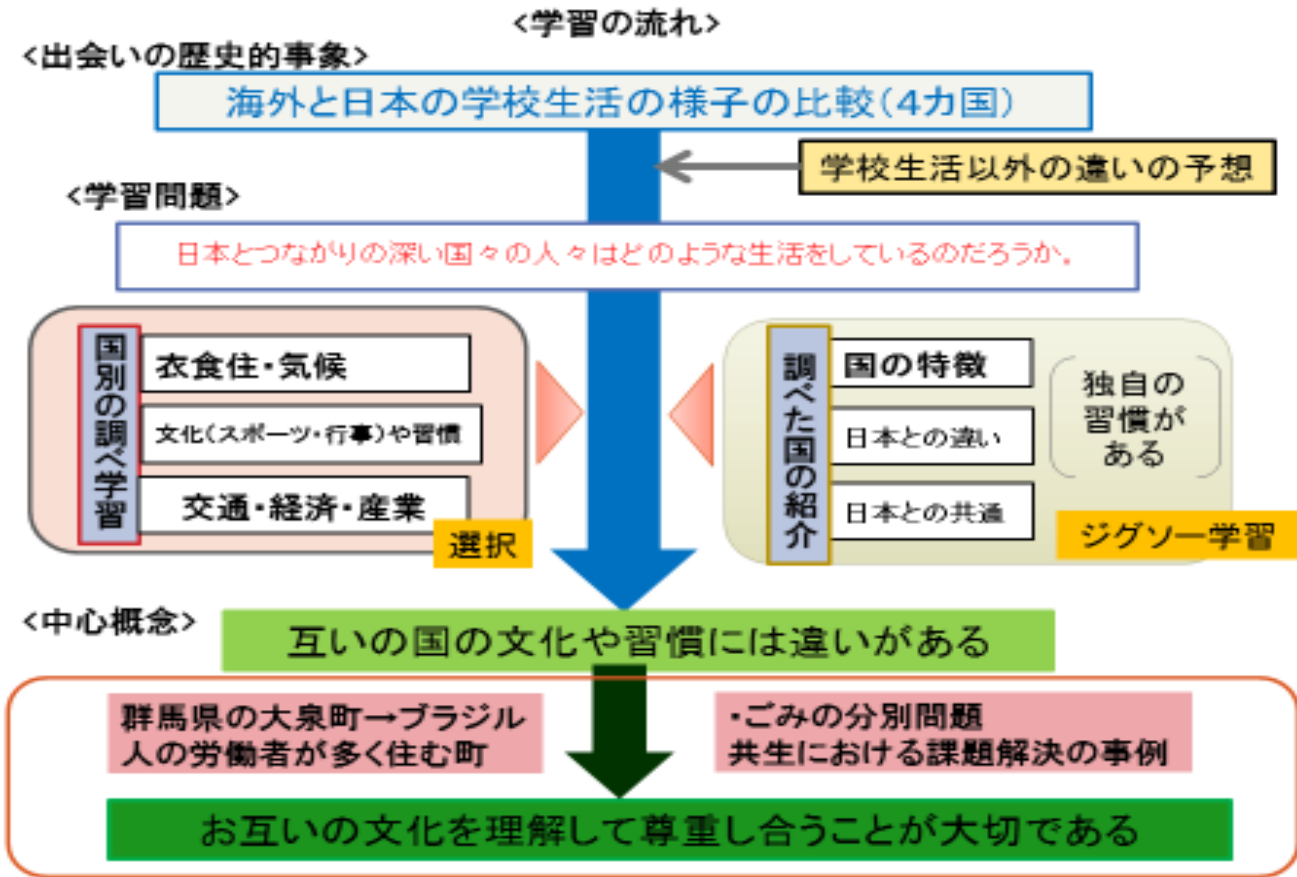 <学習の流れ>
<出会いの歴史的事象>
海外と日本の学校生活の様子の比較(4カ国)
学校生活以外の違いの予想
<学習問題>
日本とつながりの深い国々の人々はどのような生活をしているのだろうか。
国別の調べ学習
衣食住・気候
文化(スポーツ・行事)や習慣
交通・経済・産業
選択
調べた国の紹介
国の特徴
日本との違い
日本との共通
独自の
習慣が
ある
ジグソー学習
<中心概念>
互いの国の文化や習慣には違いがある
群馬県の大泉町→ブラジル
人の労働者が多く住む町
・ごみの分別問題
共生における課題解決の事例
お互いの文化を理解して尊重し合うことが大切である